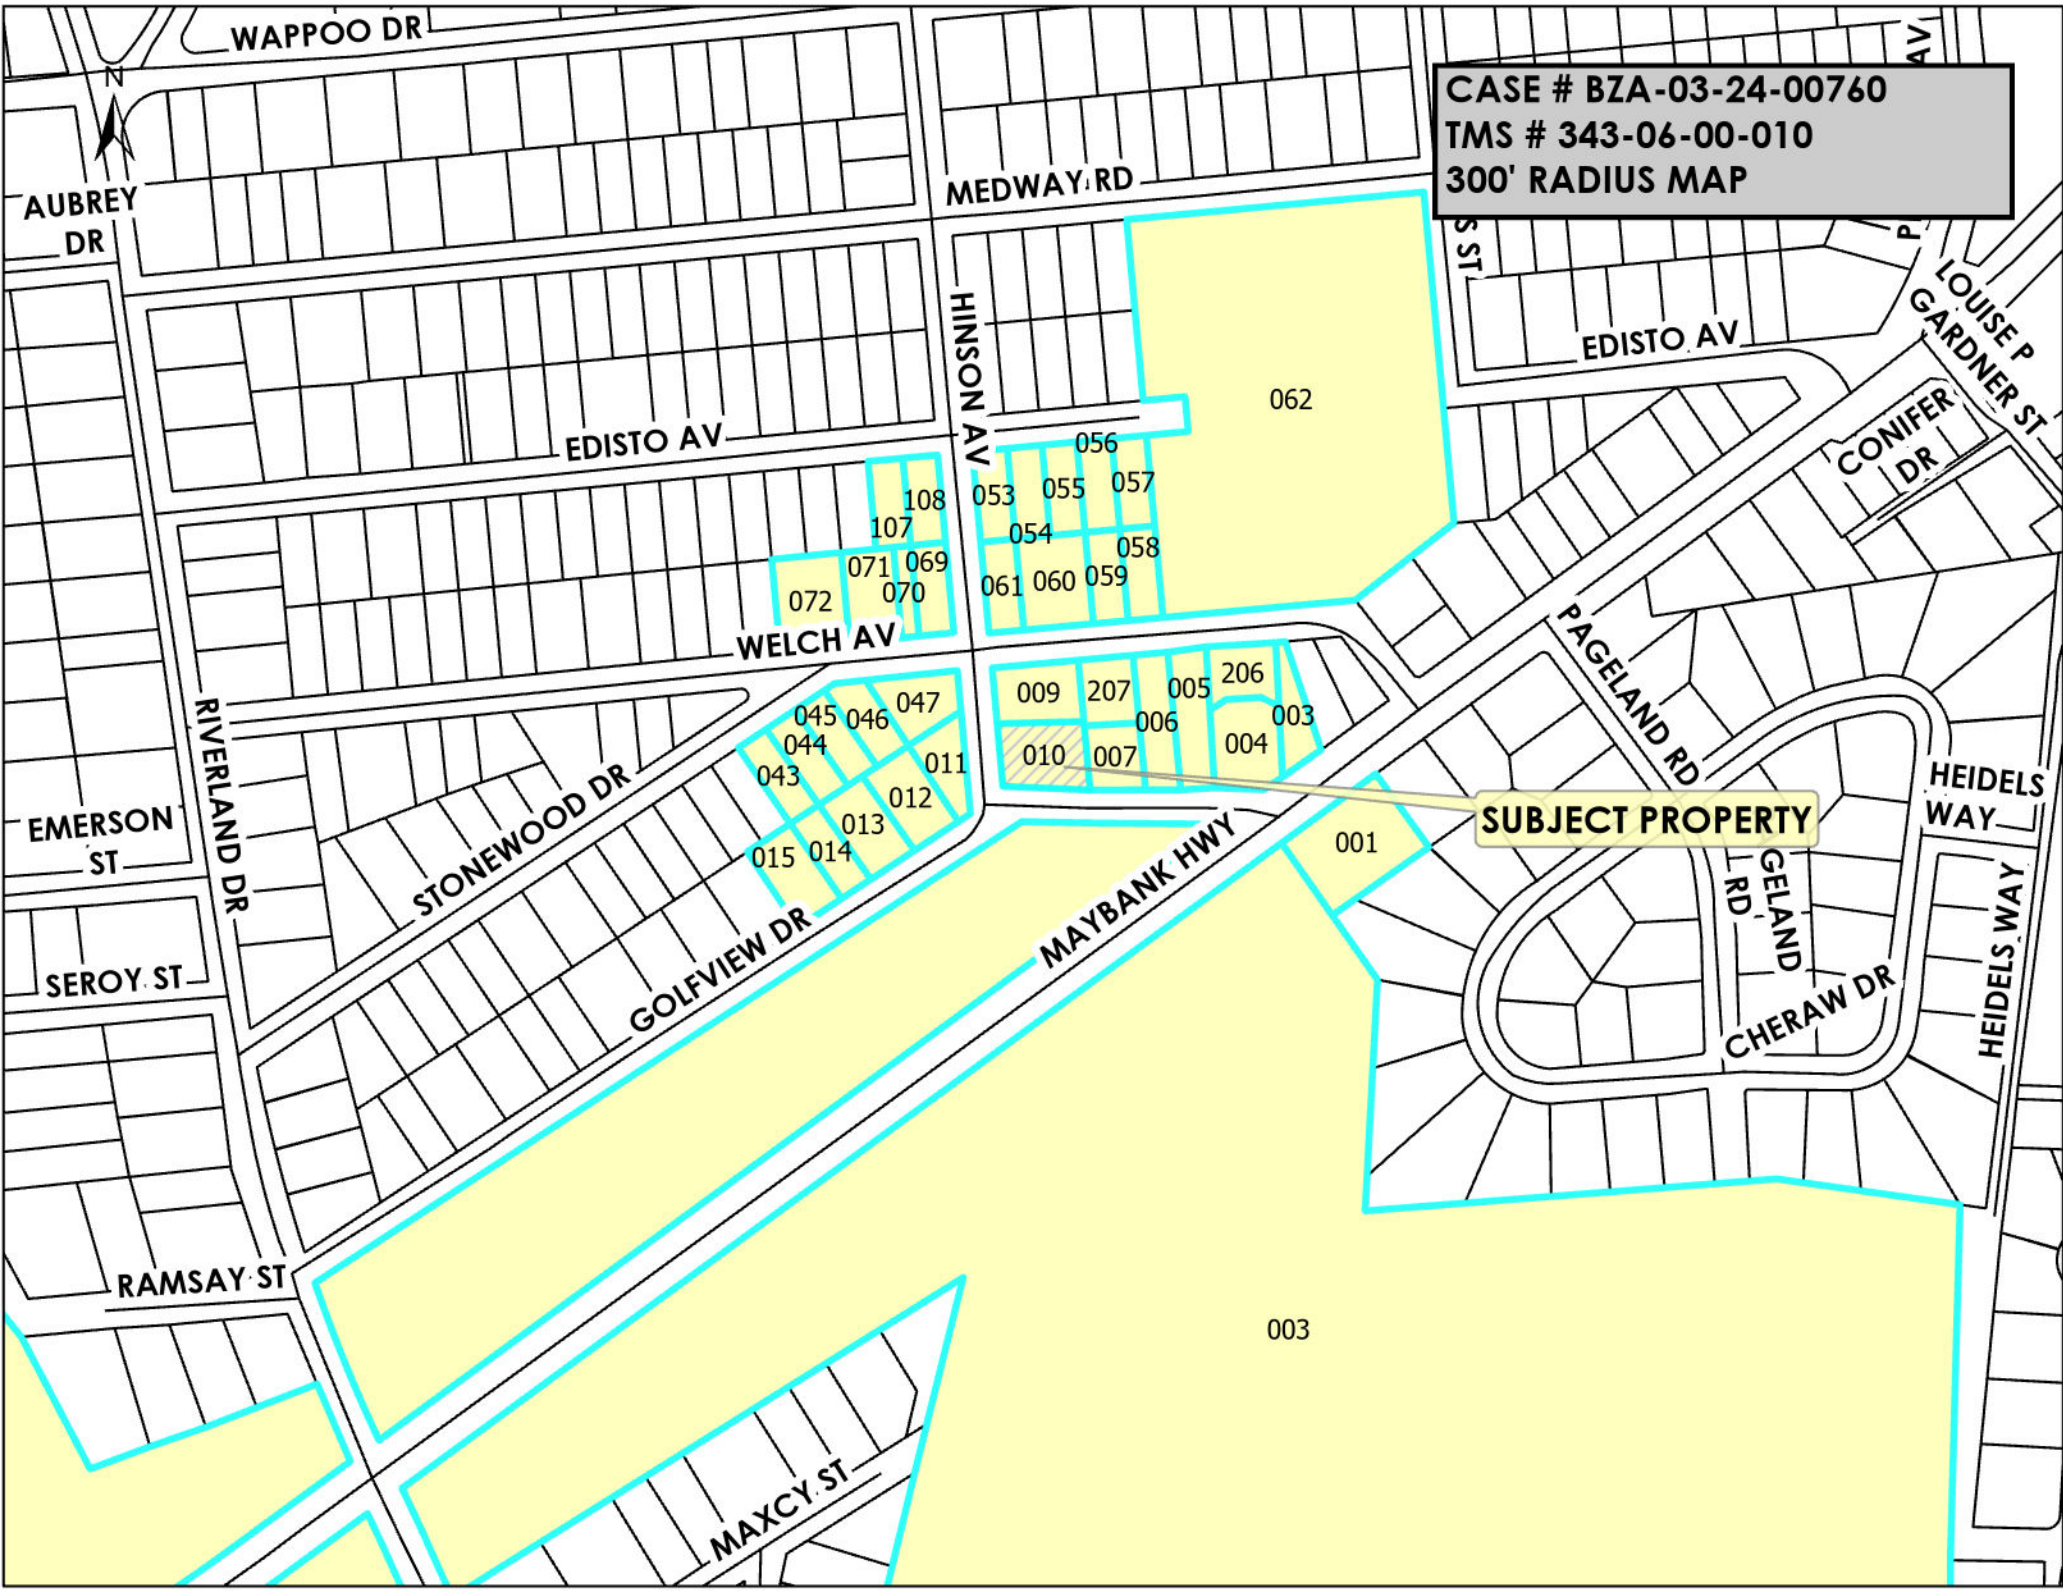 WAPPOO DR
N
AV
CASE # BZA-03-24-00760
TMS # 343-06-00-010
300' RADIUS MAP
AUBREY
DR
MEDWAY RD
S ST
P
LOUISE P
GARDNER ST
HINSON AV
EDISTO AV
062
CONIFER
DR
EDISTO AV
056
108
053
055
057
107
054
058
071
069
061
060
059
070
072
WELCH AV
PAGELAND RD
206
009
207
005
045
046
047
006
003
044
010
007
004
043
011
012
RIVERLAND DR
HEIDELS
WAY
STONEWOOD DR
EMERSON
ST
013
014
015
SUBJECT PROPERTY
001
MAYBANK HWY
GELAND
RD
HEIDELS WAY
GOLFVIEW DR
SEROY ST
CHERAW DR
RAMSAY ST
003
MAXCY ST